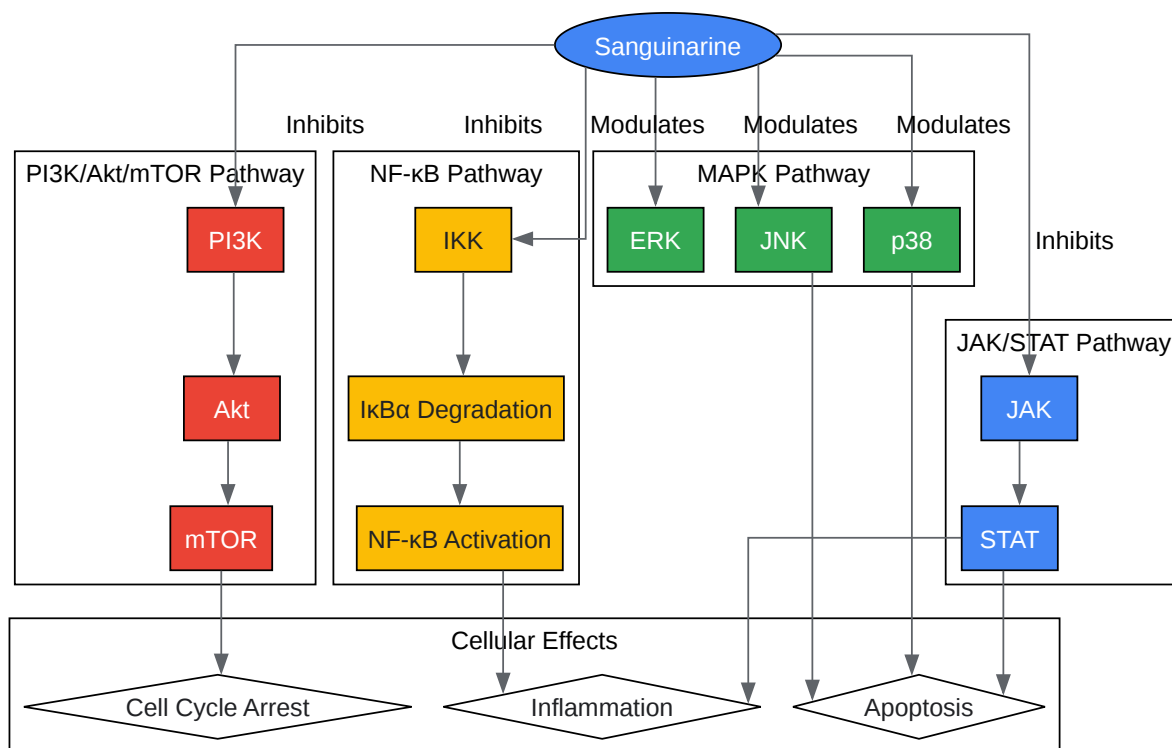 Sanguinarine
Inhibits
Inhibits
Modulates
Modulates
Modulates
PI3K/Akt/mTOR Pathway
NF-κB Pathway
MAPK Pathway
PI3K
IKK
ERK
JNK
p38
Inhibits
JAK/STAT Pathway
Akt
IκBα Degradation
JAK
mTOR
NF-κB Activation
STAT
Cellular Effects
Cell Cycle Arrest
Inflammation
Apoptosis